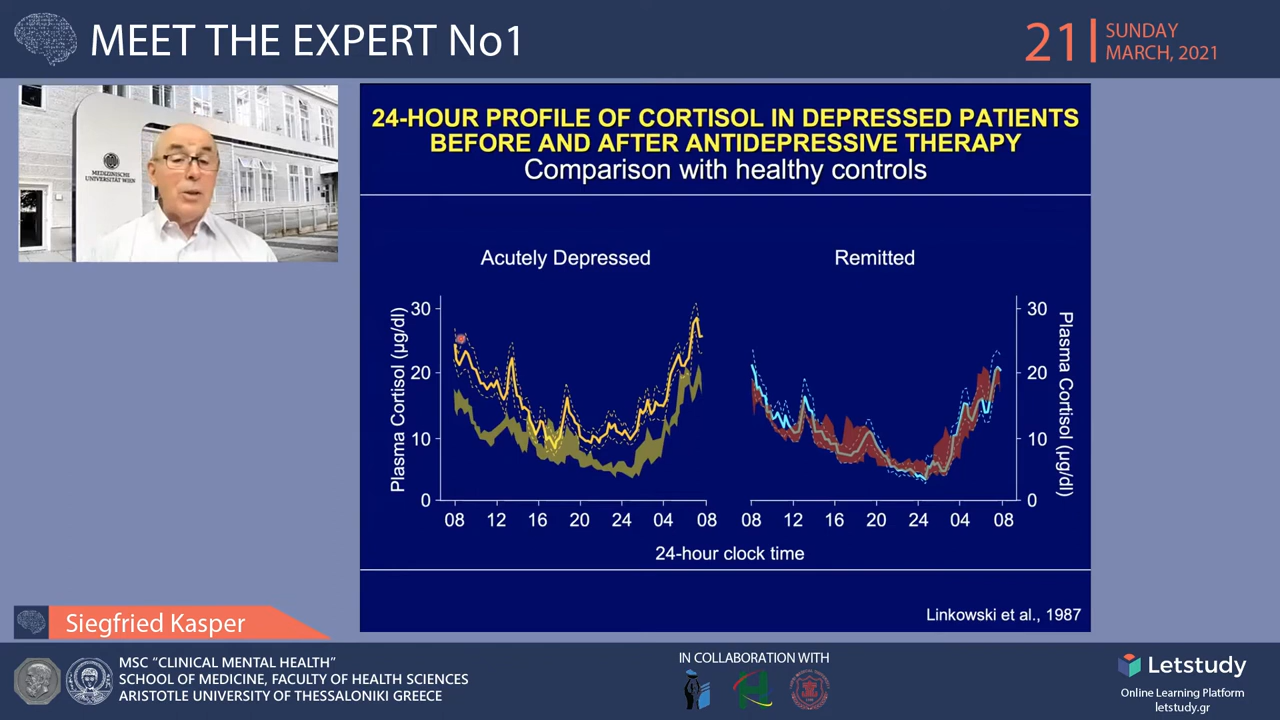 MEET THE EXPERT No1
21
SUNDAY
MARCH, 2021
MEDIZINISCHE
UNIVERSITÄT WIEN
24-HOUR PROFILE OF CORTISOL IN DEPRESSED PATIENTS
BEFORE AND AFTER ANTIDEPRESSIVE THERAPY
Comparison with healthy controls
Acutely Depressed
Remitted
Plasma Cortisol (µg/dl)
30
20
10
0
08 12 16 20 24 04 08
08 12 16 20 24 04 08
30
20
10
0
Plasma Cortisol (µg/dl)
24-hour clock time
Linkowski et al., 1987
Siegfried Kasper
MSC “CLINICAL MENTAL HEALTH”
SCHOOL OF MEDICINE, FACULTY OF HEALTH SCIENCES
ARISTOTLE UNIVERSITY OF THESSALONIKI GREECE
IN COLLABORATION WITH
Letstudy
Online Learning Platform
letstudy.gr